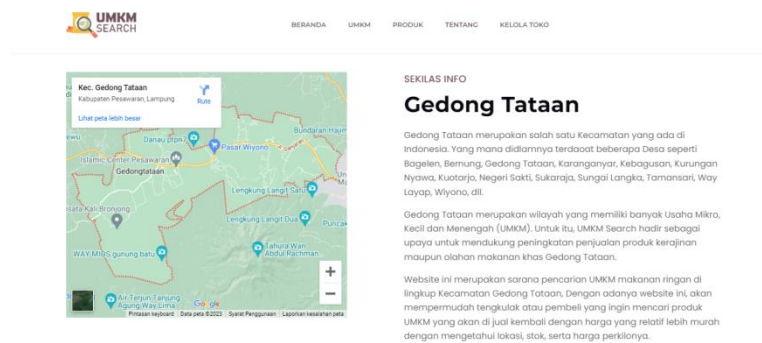 UMKM
SEARCH
BERANDA UMKM PRODUK TENTANG KELOLA TOKO
Kec. Gedong Tataan
Kabupaten Pesawaran, Lampung
Rute
Lihat peta lebih besar
Danau pipn
Bundaran Haiim
Pasar Wiyono
Islamic Center Pesawaran
Gedongtataan
Lengkung Langit Satu
Wisata Kali Bronjong
Lengkung Langit Dua
Puncak
WAY MIDS gunung batu
Tahura Wan
Abdul Rachman
Air Terjun Tanjung
Agung Way Lima
Google
Pintasan keyboard Data peta ©2023 Syarat Penggunaan Laporkan kesalahan peta
SEKILAS INFO
Gedong Tataan
Gedong Tataan merupakan salah satu Kecamatan yang ada di
Indonesia. Yang mana didlamnya terdaoat beberapa Desa seperti
Bagelen, Bernung, Gedong Tataan, Karanganyar, Kebagusan, Kurungan
Nyawa, Kuotarjo, Negeri Sakti, Sukaraja, Sungai Langka, Tamansari, Way
Layap, Wiyono, dll.
Gedong Tataan merupakan wilayah yang memiliki banyak Usaha Mikro,
Kecil dan Menengah (UMKM). Untuk itu, UMKM Search hadir sebagai
upaya untuk mendukung peningkatan penjualan produk kerajinan
maupun olahan makanan khas Gedong Tataan.
Website ini merupakan sarana pencarian UMKM makanan ringan di
lingkup Kecamatan Gedong Tataan, Dengan adanya website ini, akan
mempermudah tengkulak atau pembeli yang ingin mencari produk
UMKM yang akan di jual kembali dengan harga yang relatif lebih murah
dengan mengetahui lokasi, stok, serta harga perkilonya.